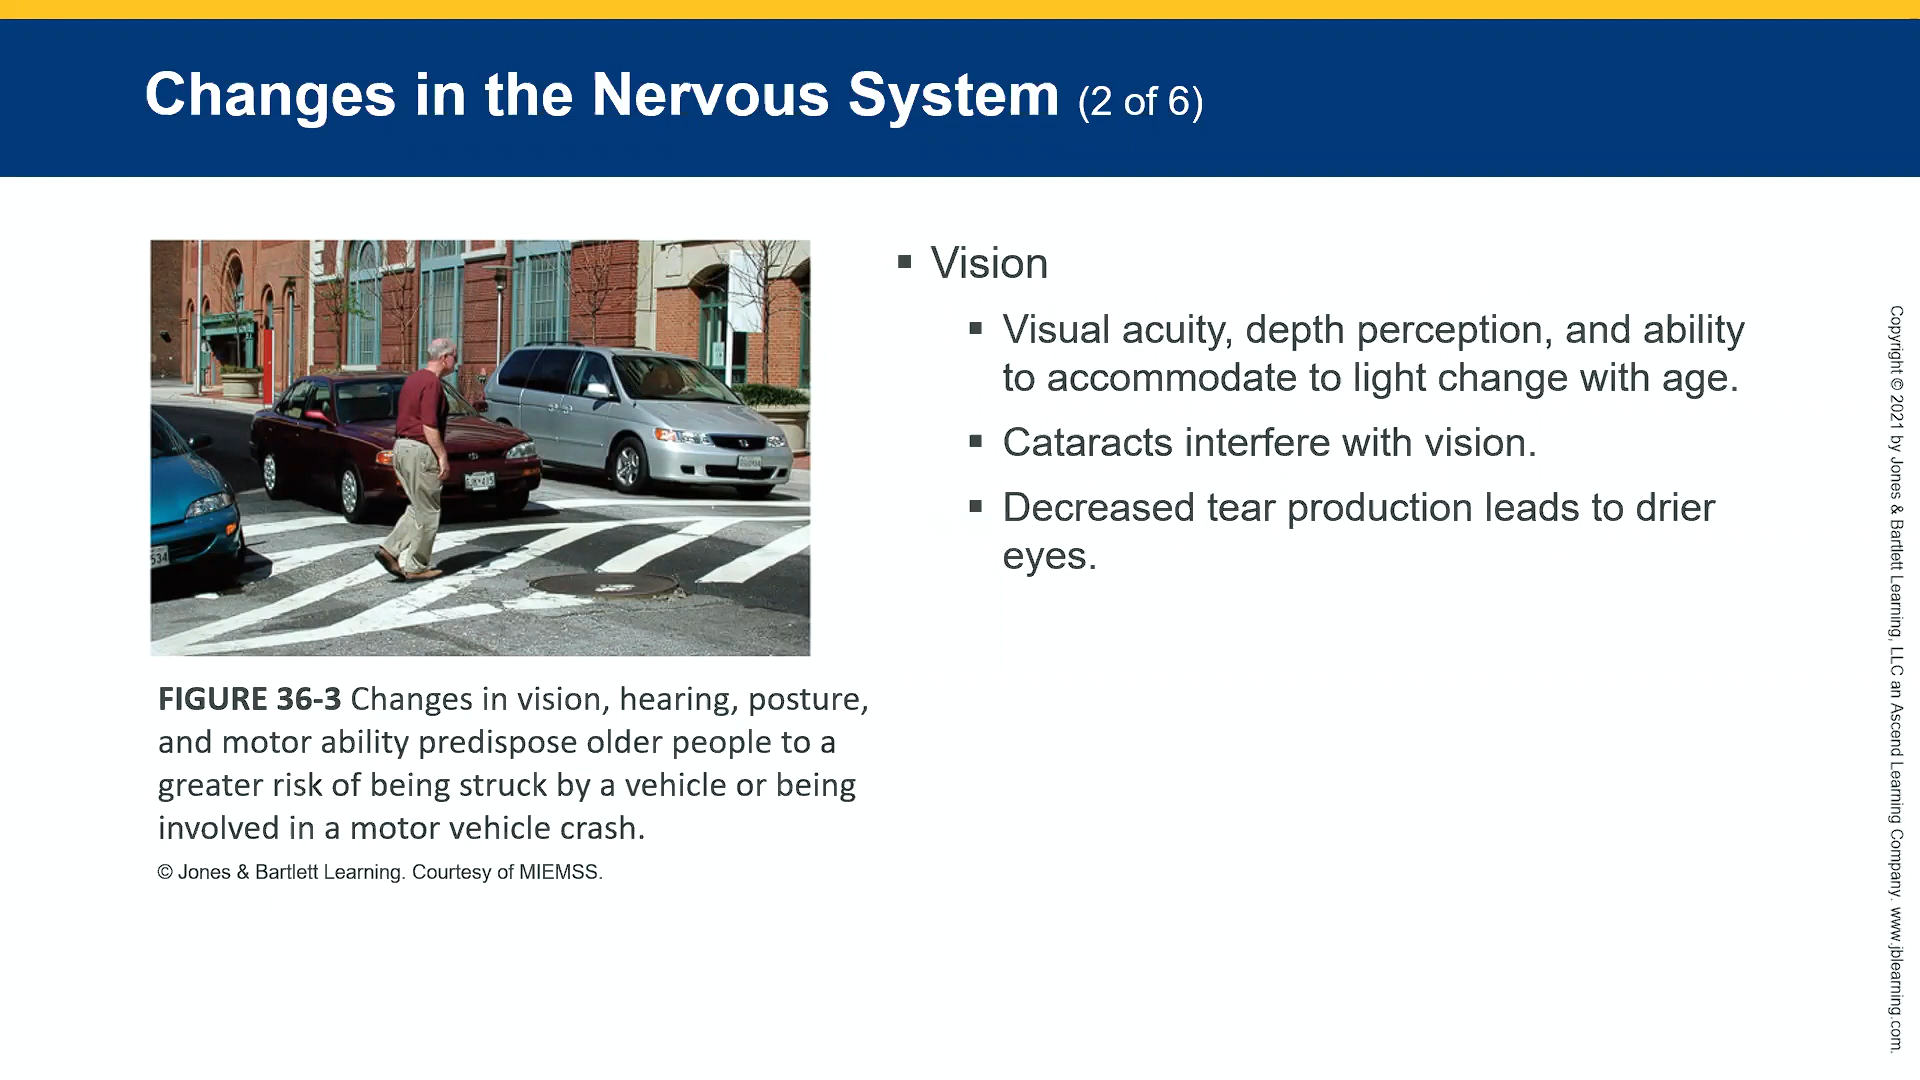 Changes in the Nervous System (2 of 6)
▪ Vision
▪ Visual acuity, depth perception, and ability
to accommodate to light change with age.
▪ Cataracts interfere with vision.
▪ Decreased tear production leads to drier
eyes.
FIGURE 36-3 Changes in vision, hearing, posture,
and motor ability predispose older people to a
greater risk of being struck by a vehicle or being
involved in a motor vehicle crash.
© Jones & Bartlett Learning. Courtesy of MIEMSS.
Copyright © 2021 by Jones & Bartlett Learning, LLC an Ascend Learning Company. www.jblearning.com.